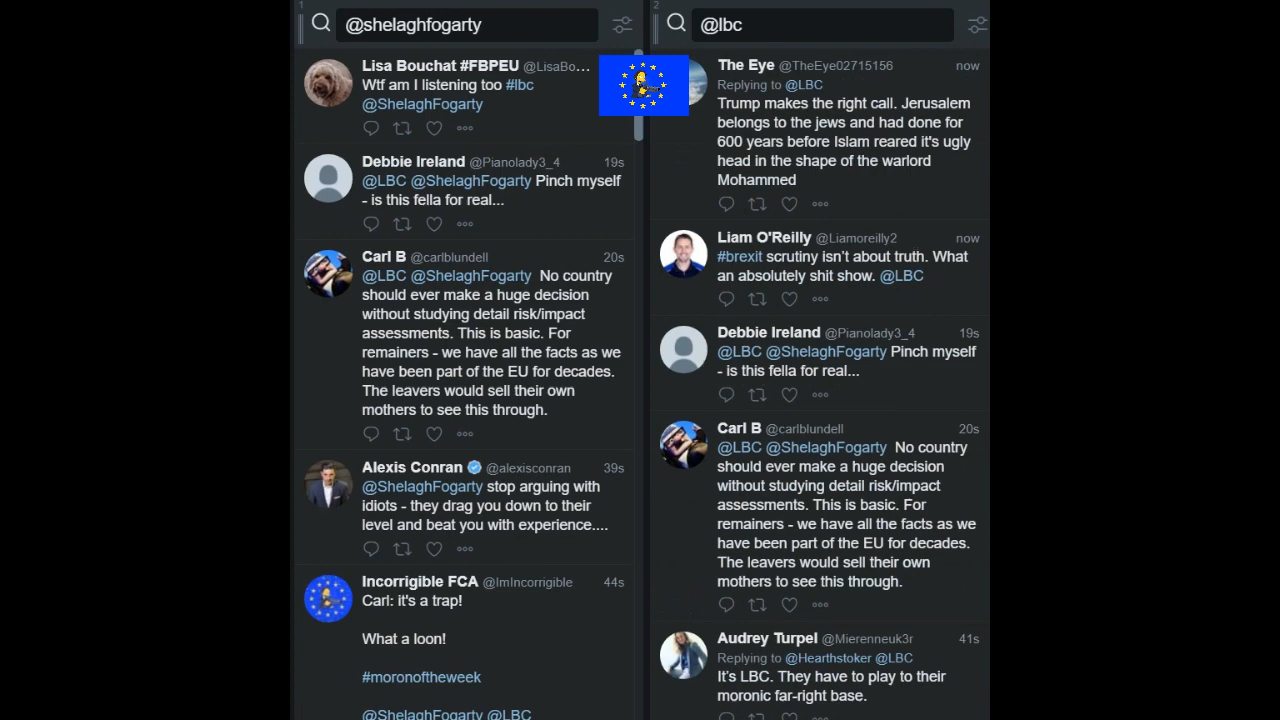 1
@shelaghfogarty
Lisa Bouchat #FBPEU @LisaBo...
Wtf am I listening too #lbc
@ShelaghFogarty
Debbie Ireland @Pianolady3_4 19s
@LBC @ShelaghFogarty Pinch myself
- is this fella for real...
Carl B @carlblundell 20s
@LBC @ShelaghFogarty No country
should ever make a huge decision
without studying detail risk/impact
assessments. This is basic. For
remainers - we have all the facts as we
have been part of the EU for decades.
The leavers would sell their own
mothers to see this through.
Alexis Conran @alexisconran 39s
@ShelaghFogarty stop arguing with
idiots - they drag you down to their
level and beat you with experience....
Incorrigible FCA @ImIncorrigible 44s
Carl: it's a trap!
What a loon!
#moronoftheweek
@ShelaghFogarty @LBC
2
@lbc
The Eye @TheEye02715156 now
Replying to @LBC
Trump makes the right call. Jerusalem
belongs to the jews and had done for
600 years before Islam reared it's ugly
head in the shape of the warlord
Mohammed
Liam O'Reilly @Liamoreilly2 now
#brexit scrutiny isn't about truth. What
an absolutely shit show. @LBC
Debbie Ireland @Pianolady3_4 19s
@LBC @ShelaghFogarty Pinch myself
- is this fella for real...
Carl B @carlblundell 20s
@LBC @ShelaghFogarty No country
should ever make a huge decision
without studying detail risk/impact
assessments. This is basic. For
remainers - we have all the facts as we
have been part of the EU for decades.
The leavers would sell their own
mothers to see this through.
Audrey Turpel @Mierenneuk3r 41s
Replying to @Hearthstoker @LBC
It's LBC. They have to play to their
moronic far-right base.